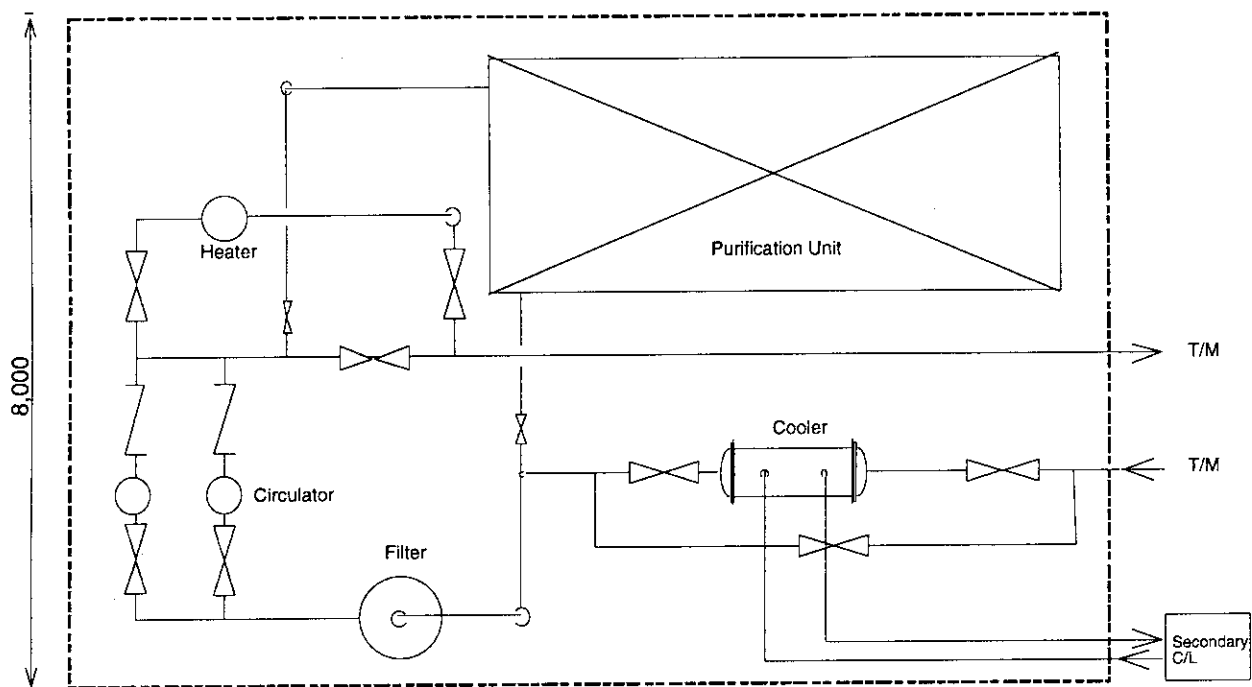 Heater
Purification Unit
T/M
8,000
Cooler
T/M
Circulator
Filter
Secondary
C/L